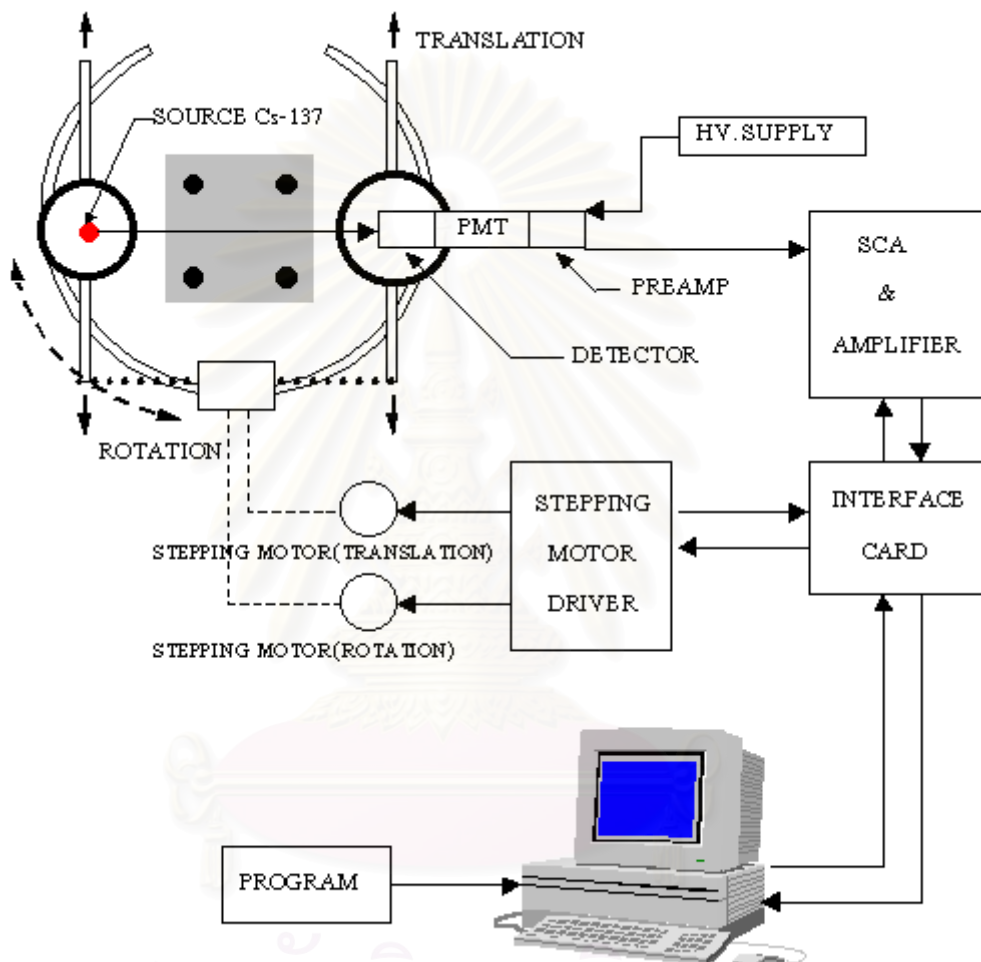 TRANSLATION
SOURCE Cs-137
HV.SUPPLY
PMT
SCA
&
AMPLIFIER
PREAMP
DETECTOR
ROTATION
STEPPING
MOTOR
DRIVER
INTERFACE
CARD
STEPPING MOTOR(TRANSLATION)
STEPPING MOTOR(ROTATION)
PROGRAM